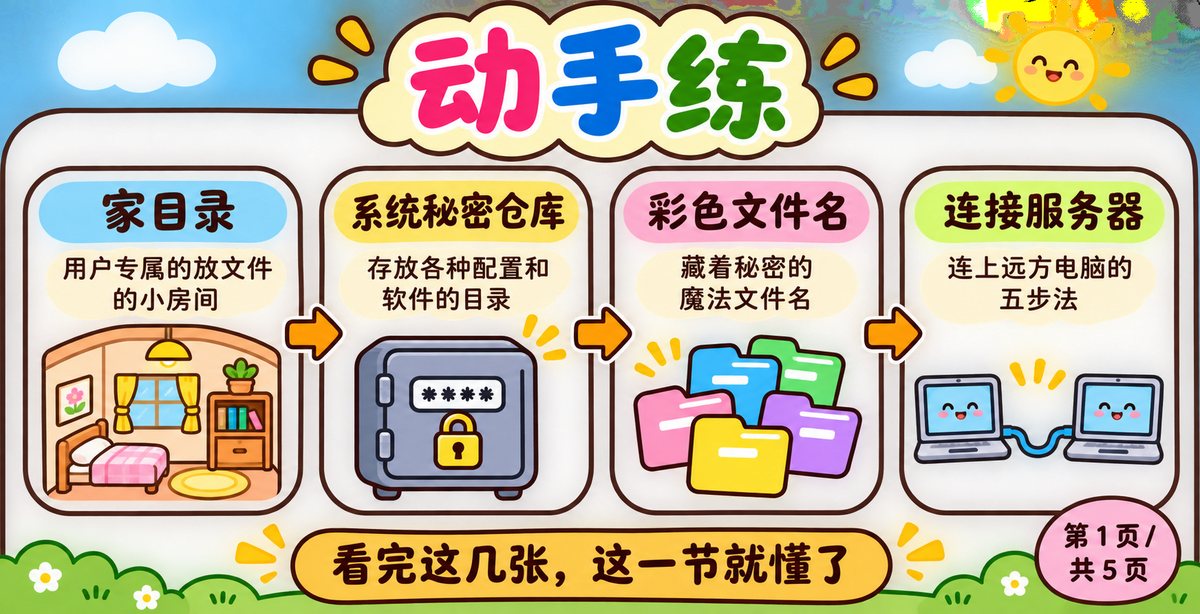 动手练
家目录
用户专属的放文件
的小房间
系统秘密仓库
存放各种配置和
软件的目录
****
彩色文件名
藏着秘密的
魔法文件名
连接服务器
连上远方电脑的
五步法
看完这几张，这一节就懂了
第1页/
共5页